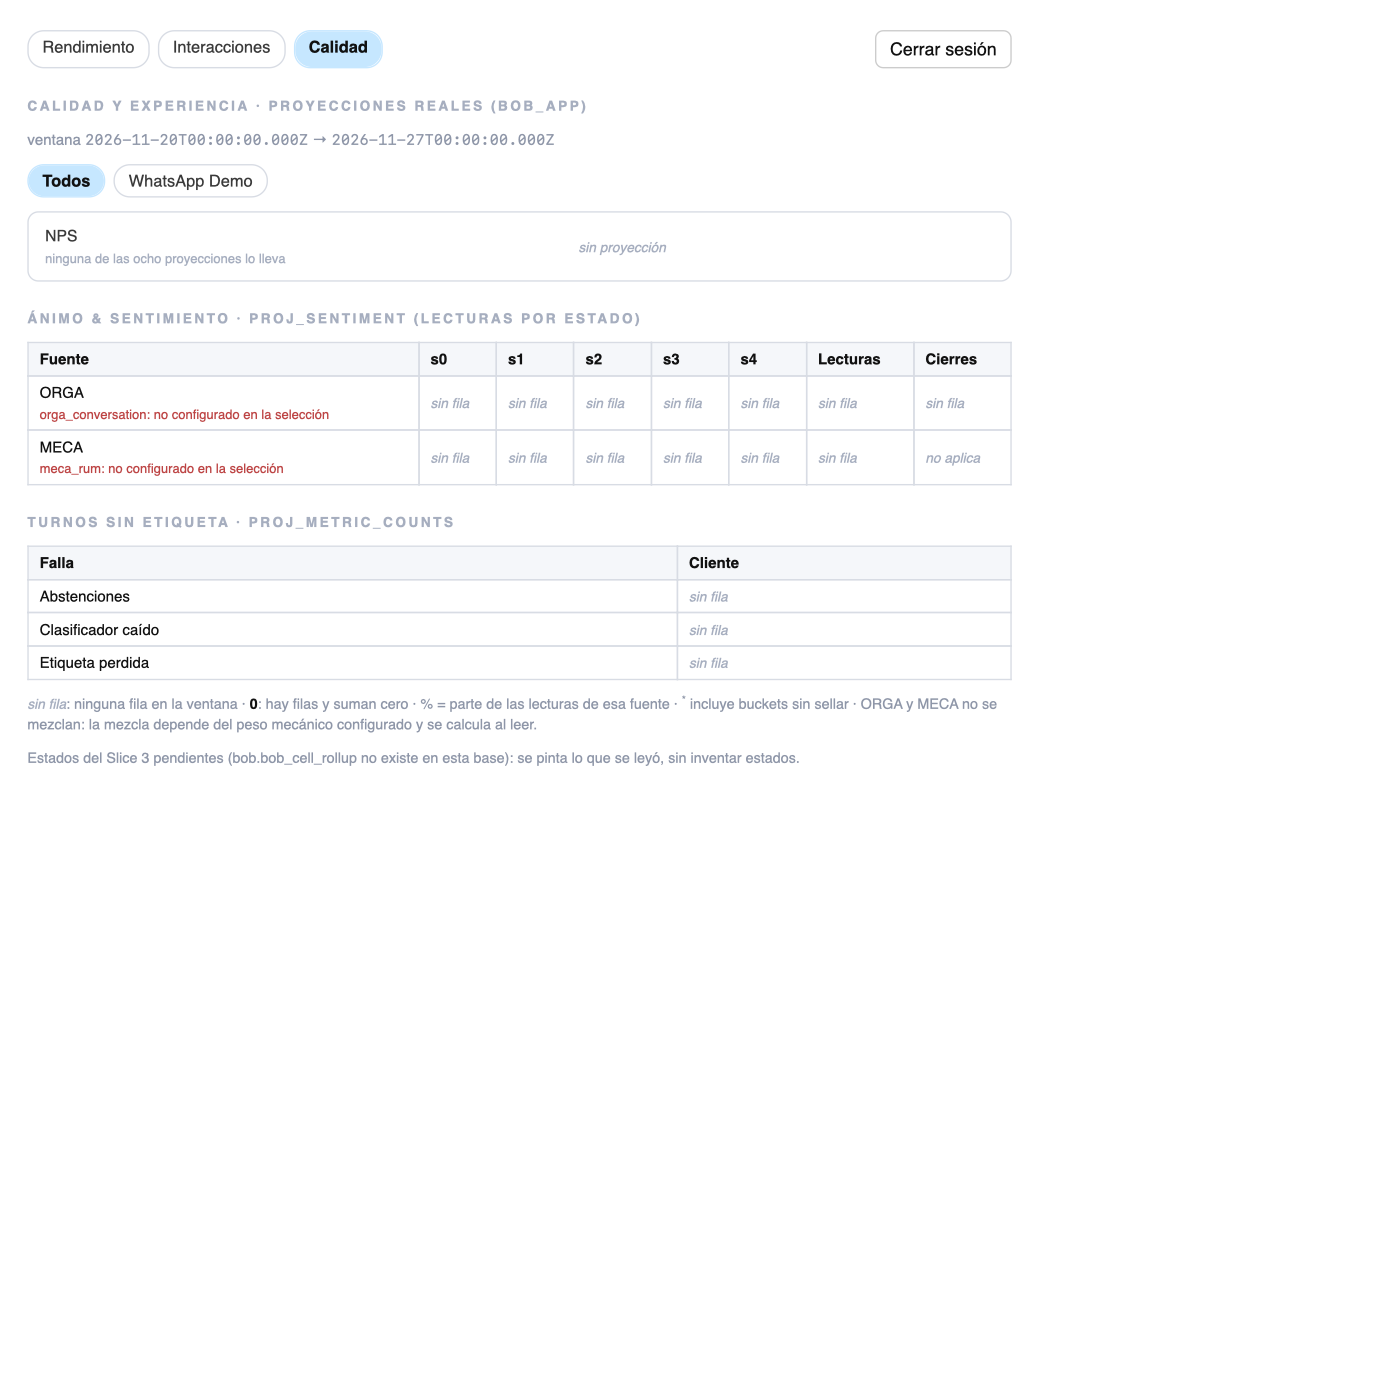 Rendimiento Interacciones Calidad Cerrar sesión
CALIDAD Y EXPERIENCIA · PROYECCIONES REALES (BOB_APP)
ventana 2026-11-20T00:00:00.000Z → 2026-11-27T00:00:00.000Z
Todos WhatsApp Demo
NPS
ninguna de las ocho proyecciones lo lleva
sin proyección
ÁNIMO & SENTIMIENTO · PROJ_SENTIMENT (LECTURAS POR ESTADO)
Fuente s0 s1 s2 s3 s4 Lecturas Cierres
ORGA
orga_conversation: no configurado en la selección
sin fila sin fila sin fila sin fila sin fila sin fila sin fila
MECA
meca_rum: no configurado en la selección
sin fila sin fila sin fila sin fila sin fila sin fila no aplica
TURNOS SIN ETIQUETA · PROJ_METRIC_COUNTS
Falla Cliente
Abstenciones sin fila
Clasificador caído sin fila
Etiqueta perdida sin fila
sin fila: ninguna fila en la ventana · 0: hay filas y suman cero · % = parte de las lecturas de esa fuente · * incluye buckets sin sellar · ORGA y MECA no se
mezclan: la mezcla depende del peso mecánico configurado y se calcula al leer.
Estados del Slice 3 pendientes (bob.bob_cell_rollup no existe en esta base): se pinta lo que se leyó, sin inventar estados.